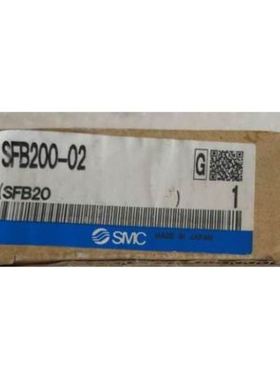 SFB200-02
G
(SFB20 ) 1
SMC MADE IN JAPAN